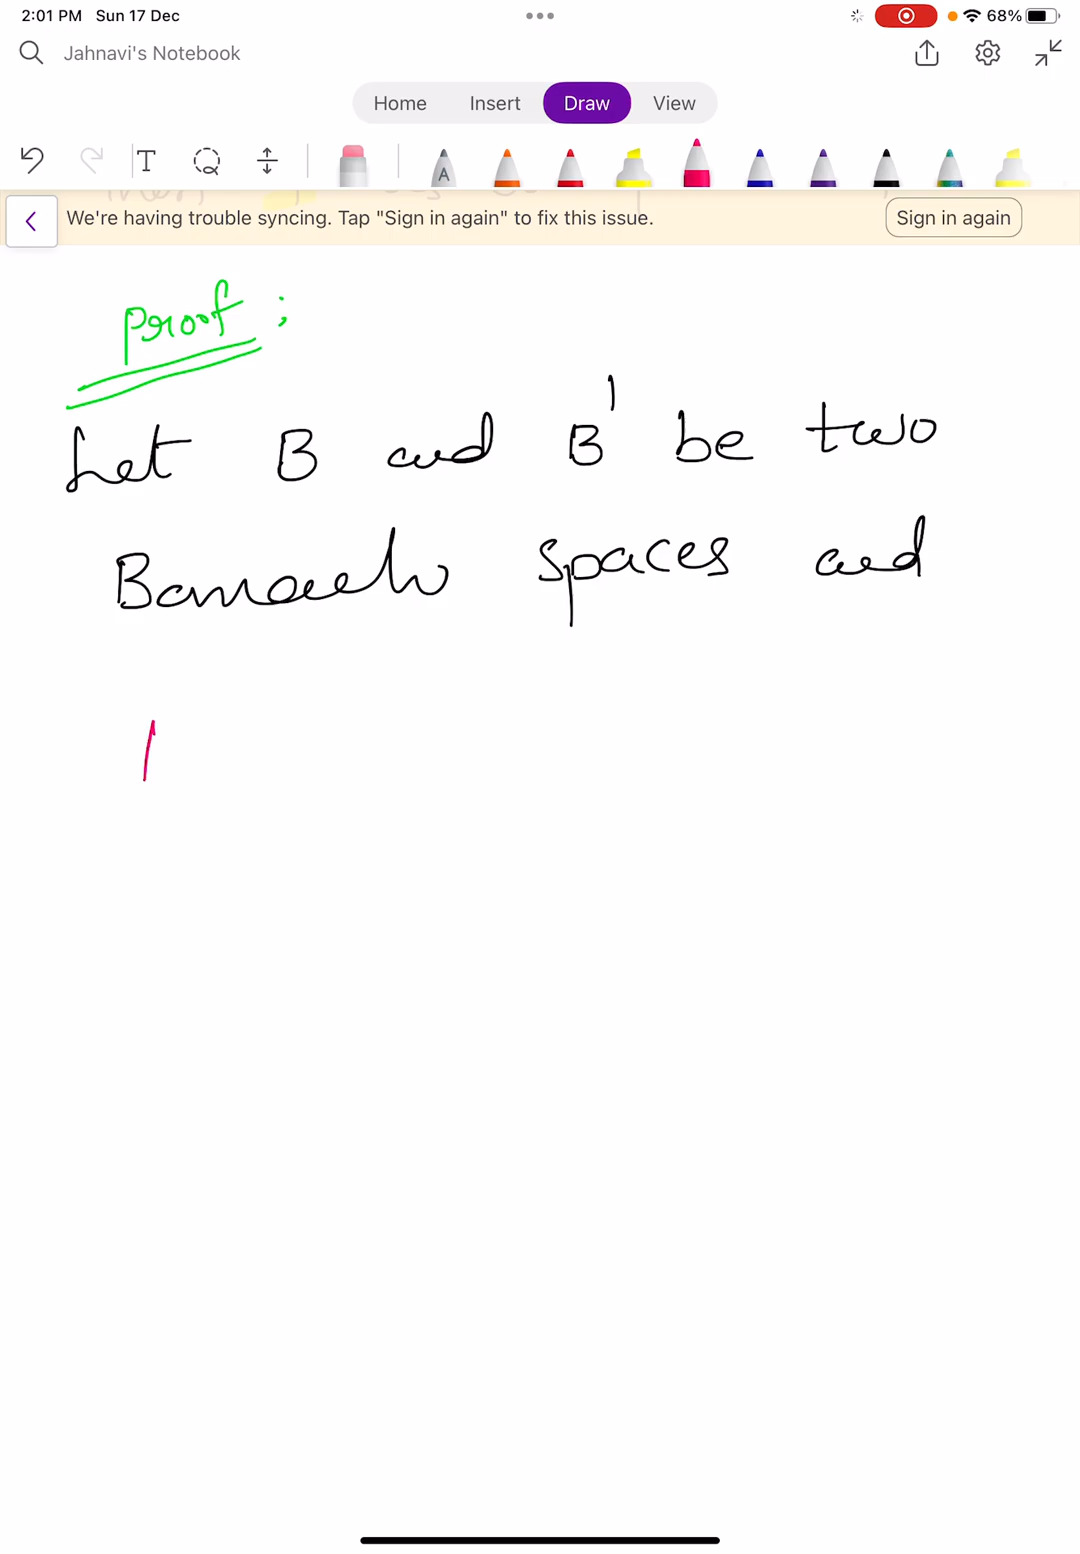 2:01 PM Sun 17 Dec
68%
Jahnavi's Notebook
Home Insert Draw View
T
A
We're having trouble syncing. Tap "Sign in again" to fix this issue.
Sign in again
Proof :
Let B and B' be two
Banach spaces and